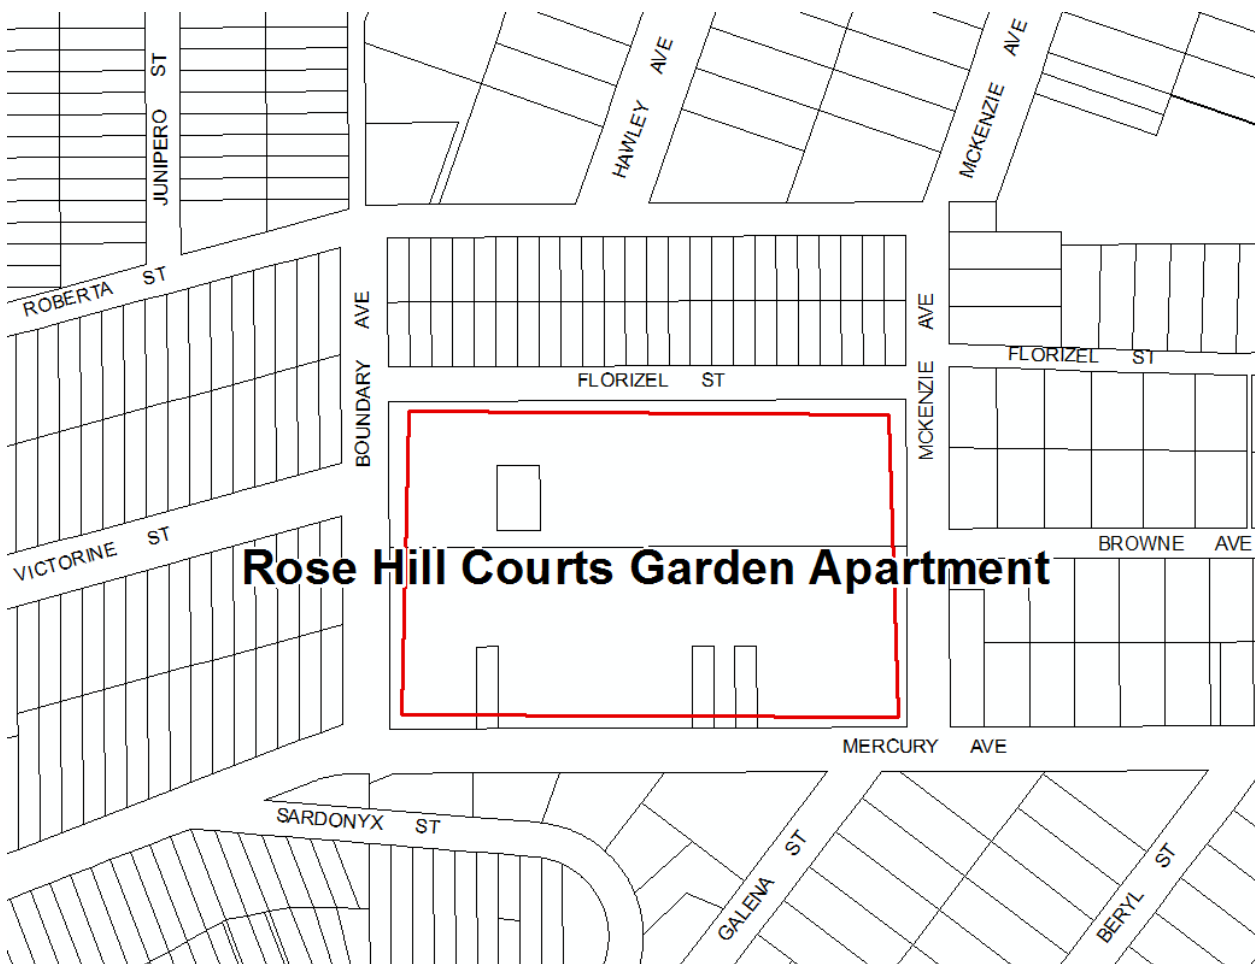 JUNIPERO ST
HAWLEY AVE
MCKENZIE AVE
ROBERTA ST
BOUNDARY AVE
MCKENZIE AVE
FLORIZEL ST
FLORIZEL ST
VICTORINE ST
BROWNE AVE
Rose Hill Courts Garden Apartment
MERCURY AVE
SARDONYX ST
GALENA ST
BERYL ST